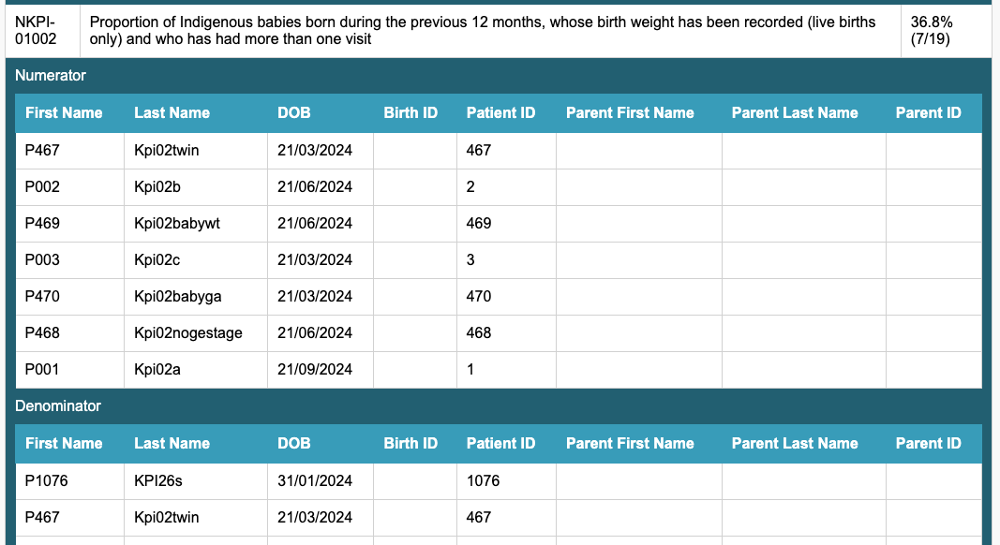 NKPI-
01002
Proportion of Indigenous babies born during the previous 12 months, whose birth weight has been recorded (live births
only) and who has had more than one visit
36.8%
(7/19)
Numerator
First Name Last Name DOB Birth ID Patient ID Parent First Name Parent Last Name Parent ID
P467 Kpi02twin 21/03/2024 467
P002 Kpi02b 21/06/2024 2
P469 Kpi02babywt 21/06/2024 469
P003 Kpi02c 21/03/2024 3
P470 Kpi02babyga 21/03/2024 470
P468 Kpi02nogestage 21/06/2024 468
P001 Kpi02a 21/09/2024 1
Denominator
First Name Last Name DOB Birth ID Patient ID Parent First Name Parent Last Name Parent ID
P1076 KPI26s 31/01/2024 1076
P467 Kpi02twin 21/03/2024 467